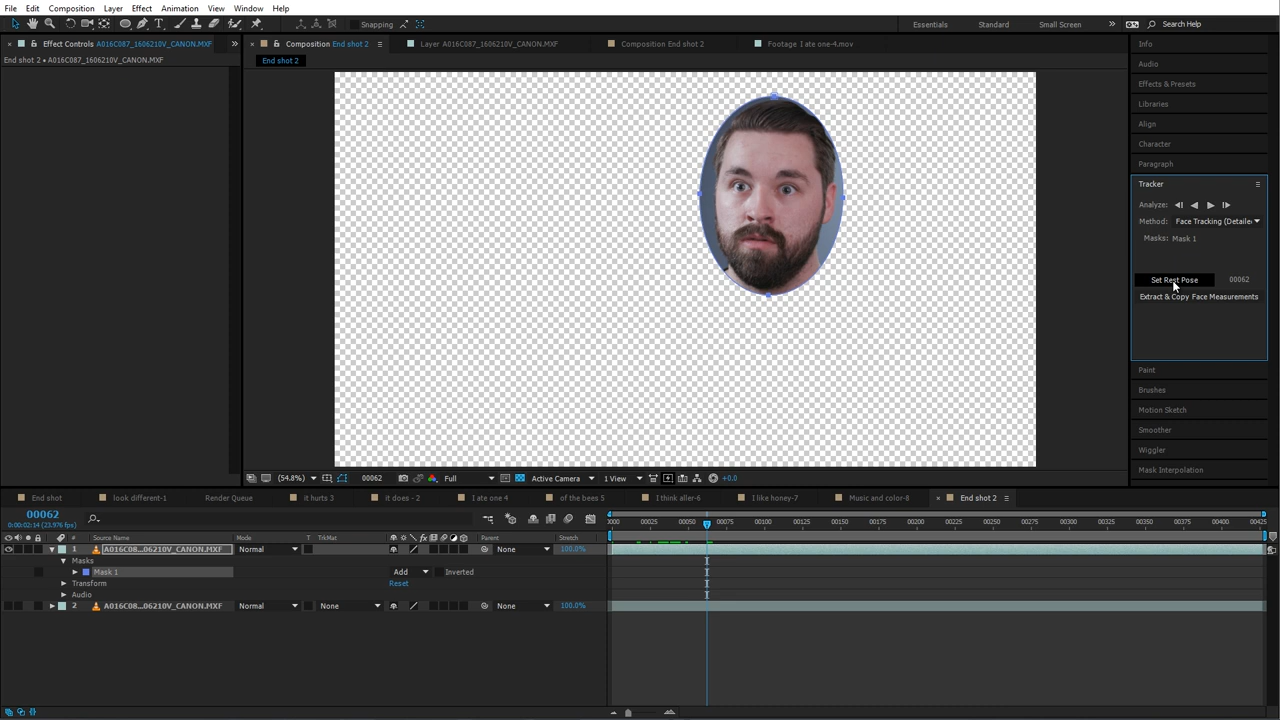 File Edit Composition Layer Effect Animation View Window Help
Snapping Essentials Standard Small Screen Search Help
Effect Controls A016C087_1606210V_CANON.MXF
End shot 2 • A016C087_1606210V_CANON.MXF
Composition End shot 2
Layer A016C087_1606210V_CANON.MXF
Composition End shot 2
Footage I ate one-4.mov
End shot 2
Info
Audio
Effects & Presets
Libraries
Align
Character
Paragraph
Tracker
Analyze:
Method: Face Tracking (Detaile
Masks: Mask 1
Set Rest Pose 00062
Extract & Copy Face Measurements
Paint
Brushes
Motion Sketch
Smoother
Wiggler
Mask Interpolation
(54.8%) 00062 Full Active Camera 1 View +0.0
End shot look different-1 Render Queue it hurts 3 it does - 2 I ate one 4 of the bees 5 I think aller-6 I like honey-7 Music and color-8 End shot 2
00062
0:00:02:14 (23.976 fps)
0000 00025 00050 00075 00100 00125 00150 00175 00200 00225 00250 00275 00300 00325 00350 00375 00400 00425
# Source Name Mode T TrkMat Parent Stretch
1 A016C08...06210V_CANON.MXF Normal None 100.0%
Masks
Mask 1 Add Inverted
Transform Reset
Audio
2 A016C08...06210V_CANON.MXF Normal None None 100.0%